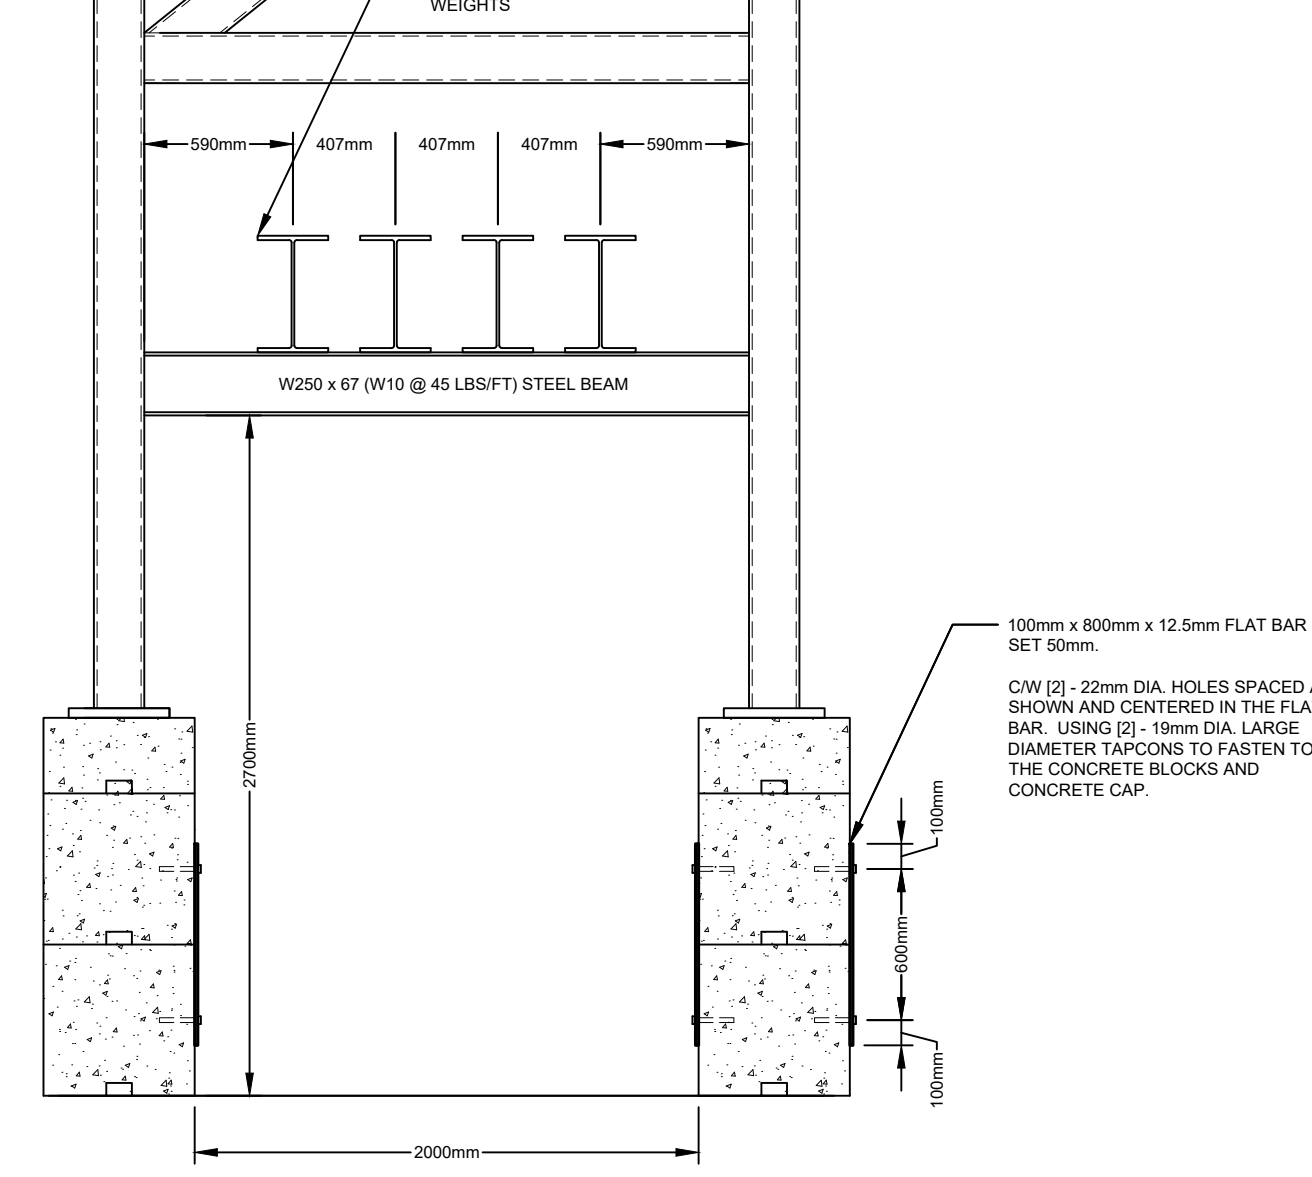 WEIGHTS
590mm 407mm 407mm 407mm 590mm
W250 x 67 (W10 @ 45 LBS/FT) STEEL BEAM
100mm x 800mm x 12.5mm FLAT BAR
SET 50mm.
C/W [2] - 22mm DIA. HOLES SPACED
SHOWN AND CENTERED IN THE
BAR. USING [2] - 19mm DIA. LARGE
DIAMETER TAPCONS TO FASTEN TO
THE CONCRETE BLOCKS AND
CONCRETE CAP.
2700mm
100mm
600mm
100mm
2000mm